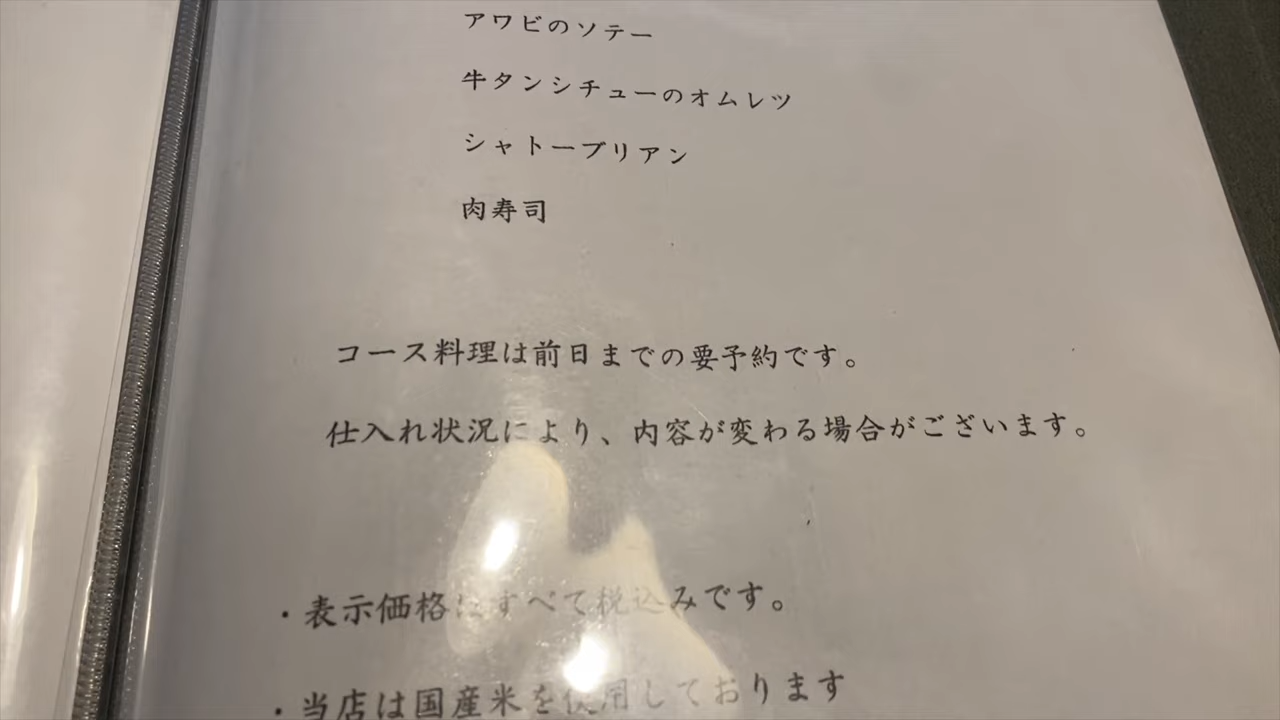 アワビのソテー
牛タンシチューのオムレツ
シャトーブリアン
肉寿司
コース料理は前日までの要予約です。
仕入れ状況により、内容が変わる場合がございます。
・表示価格はすべて税込みです。
・当店は国産米を使用しております